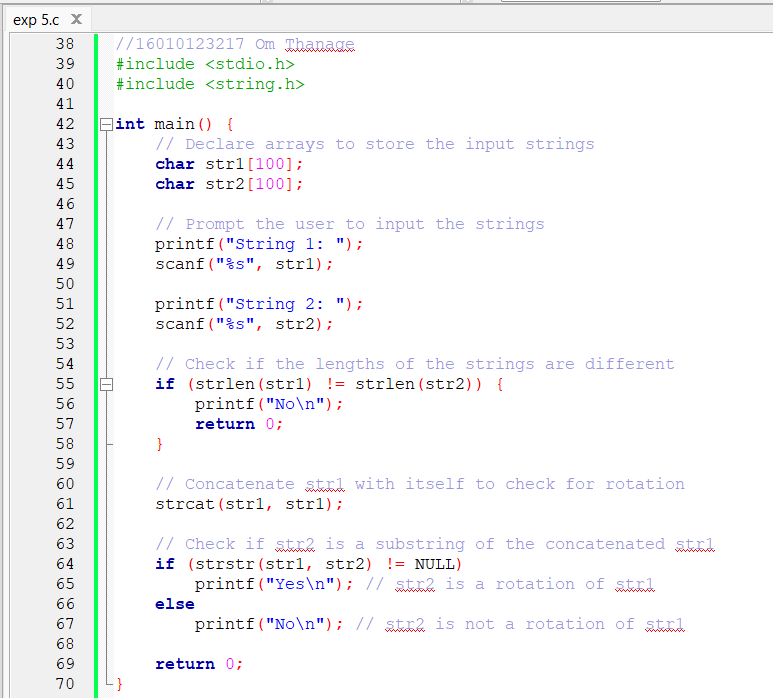 exp 5.c X
38 //16010123217 Om Thanage
39 #include <stdio.h>
40 #include <string.h>
41
42 int main() {
43     // Declare arrays to store the input strings
44     char str1[100];
45     char str2[100];
46
47     // Prompt the user to input the strings
48     printf("String 1: ");
49     scanf("%s", str1);
50
51     printf("String 2: ");
52     scanf("%s", str2);
53
54     // Check if the lengths of the strings are different
55     if (strlen(str1) != strlen(str2)) {
56         printf("No\n");
57         return 0;
58     }
59
60     // Concatenate str1 with itself to check for rotation
61     strcat(str1, str1);
62
63     // Check if str2 is a substring of the concatenated str1
64     if (strstr(str1, str2) != NULL)
65         printf("Yes\n"); // str2 is a rotation of str1
66     else
67         printf("No\n"); // str2 is not a rotation of str1
68
69     return 0;
70 }